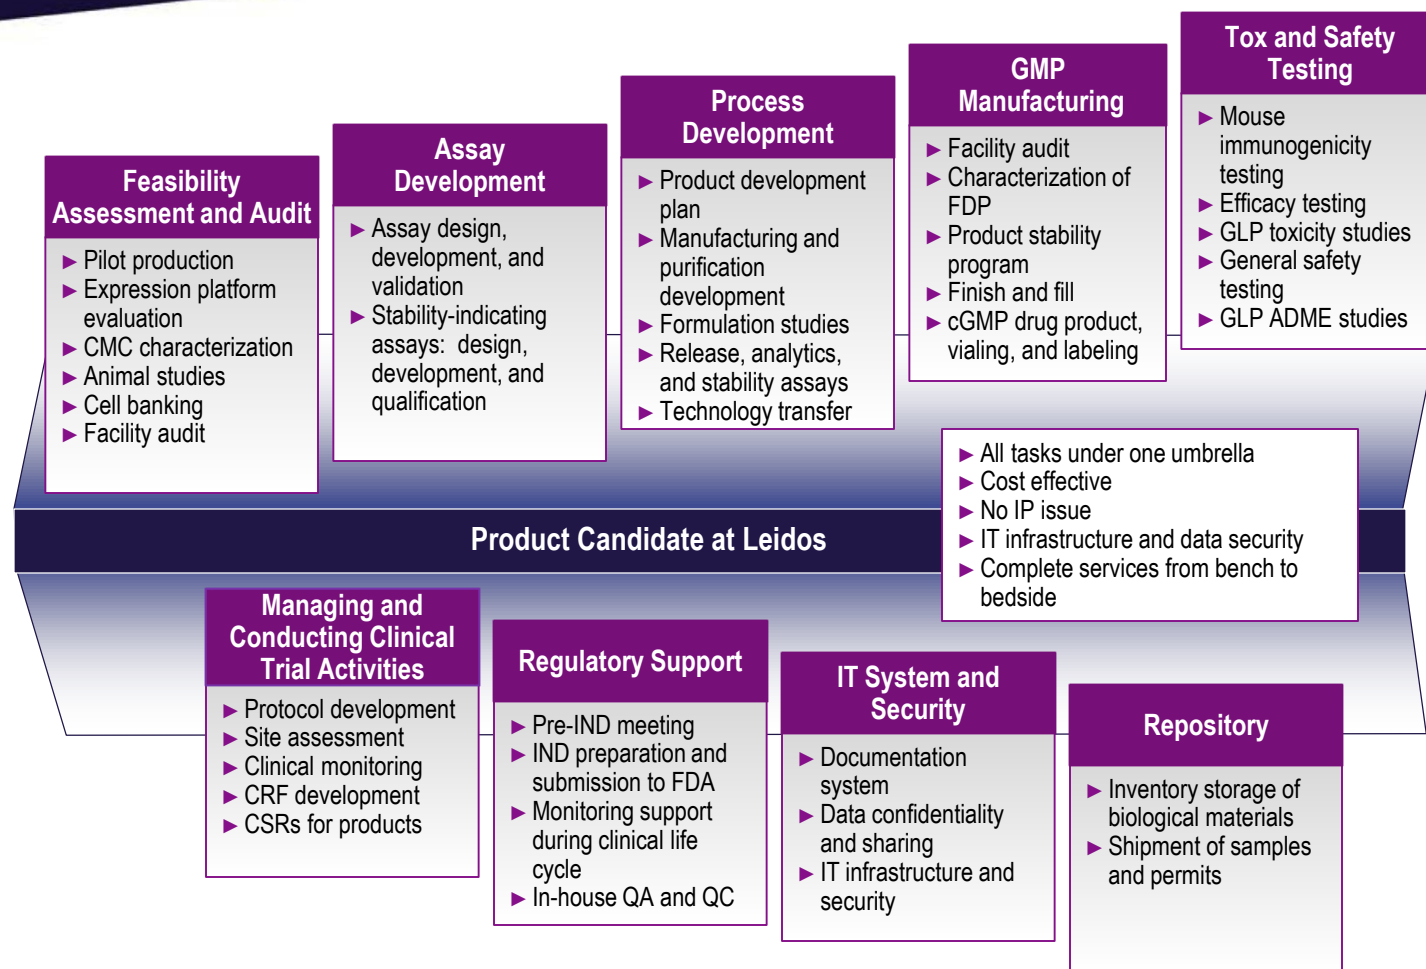 Feasibility
Assessment and Audit
► Pilot production
► Expression platform
evaluation
► CMC characterization
► Animal studies
► Cell banking
► Facility audit
Assay
Development
► Assay design,
development, and
validation
► Stability-indicating
assays: design,
development, and
qualification
Process
Development
► Product development
plan
► Manufacturing and
purification
development
► Formulation studies
► Release, analytics,
and stability assays
► Technology transfer
GMP
Manufacturing
► Facility audit
► Characterization of
FDP
► Product stability
program
► Finish and fill
► cGMP drug product,
vialing, and labeling
Tox and Safety
Testing
► Mouse
immunogenicity
testing
► Efficacy testing
► GLP toxicity studies
► General safety
testing
► GLP ADME studies
► All tasks under one umbrella
► Cost effective
► No IP issue
► IT infrastructure and data security
► Complete services from bench to
bedside
Product Candidate at Leidos
Managing and
Conducting Clinical
Trial Activities
► Protocol development
► Site assessment
► Clinical monitoring
► CRF development
► CSRs for products
Regulatory Support
► Pre-IND meeting
► IND preparation and
submission to FDA
► Monitoring support
during clinical life
cycle
► In-house QA and QC
IT System and
Security
► Documentation
system
► Data confidentiality
and sharing
► IT infrastructure and
security
Repository
► Inventory storage of
biological materials
► Shipment of samples
and permits